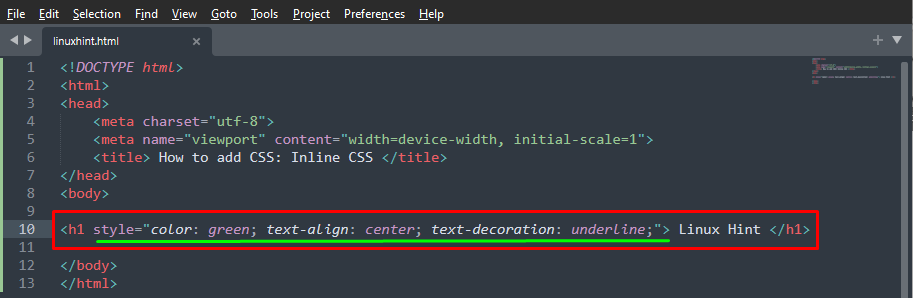 File Edit Selection Find View Goto Tools Project Preferences Help
linuxhint.html
1 <!DOCTYPE html>
2 <html>
3 <head>
4 <meta charset="utf-8">
5 <meta name="viewport" content="width=device-width, initial-scale=1">
6 <title> How to add CSS: Inline CSS </title>
7 </head>
8 <body>
9
10 <h1 style="color: green; text-align: center; text-decoration: underline;"> Linux Hint </h1>
11
12 </body>
13 </html>